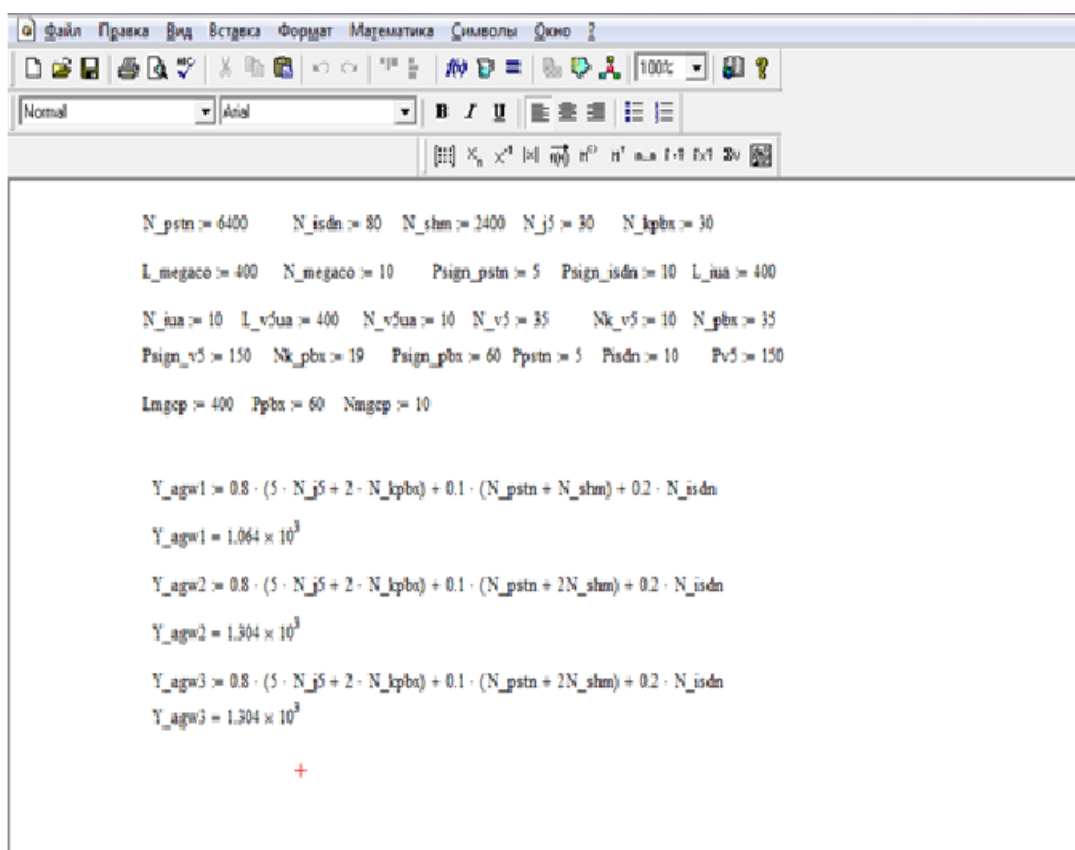 Файл Правка Вид Вставка Формат Математика Символы Окно ?
100%
Normal Arial B I U
N_pstn := 6400 N_isdn := 80 N_shm := 2400 N_j5 := 30 N_kpbx := 30
L_megaco := 400 N_megaco := 10 Psign_pstn := 5 Psign_isdn := 10 L_iua := 400
N_iua := 10 L_v5ua := 400 N_v5ua := 10 N_v5 := 35 Nk_v5 := 10 N_pbx := 35
Psign_v5 := 150 Nk_pbx := 19 Psign_pbx := 60 Ppstn := 5 Pisdn := 10 Pv5 := 150
Lmgcp := 400 Ppbx := 60 Nmgcp := 10
Y_agw1 := 0.8 · (5 · N_j5 + 2 · N_kpbx) + 0.1 · (N_pstn + N_shm) + 0.2 · N_isdn
Y_agw1 = 1.064 × 10³
Y_agw2 := 0.8 · (5 · N_j5 + 2 · N_kpbx) + 0.1 · (N_pstn + 2N_shm) + 0.2 · N_isdn
Y_agw2 = 1.304 × 10³
Y_agw3 := 0.8 · (5 · N_j5 + 2 · N_kpbx) + 0.1 · (N_pstn + 2N_shm) + 0.2 · N_isdn
Y_agw3 = 1.304 × 10³